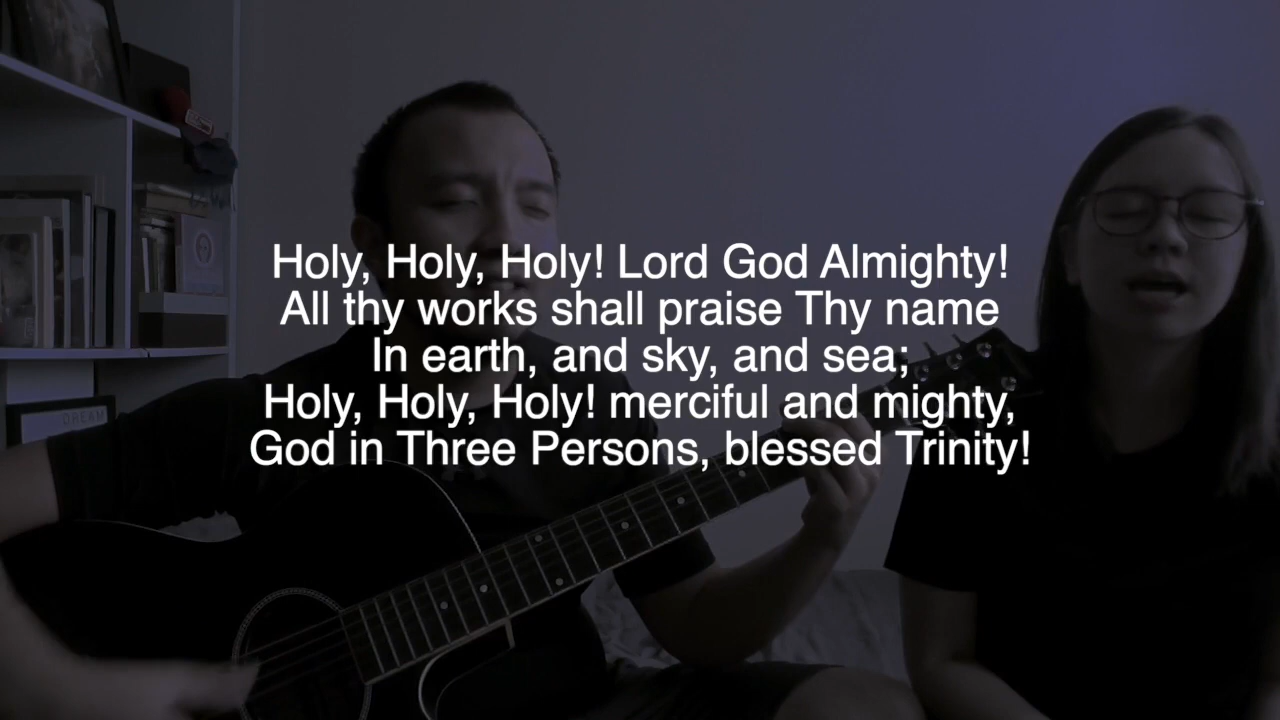 Holy, Holy, Holy! Lord God Almighty!
All thy works shall praise Thy name
In earth, and sky, and sea;
Holy, Holy, Holy! merciful and mighty,
God in Three Persons, blessed Trinity!
DREAM